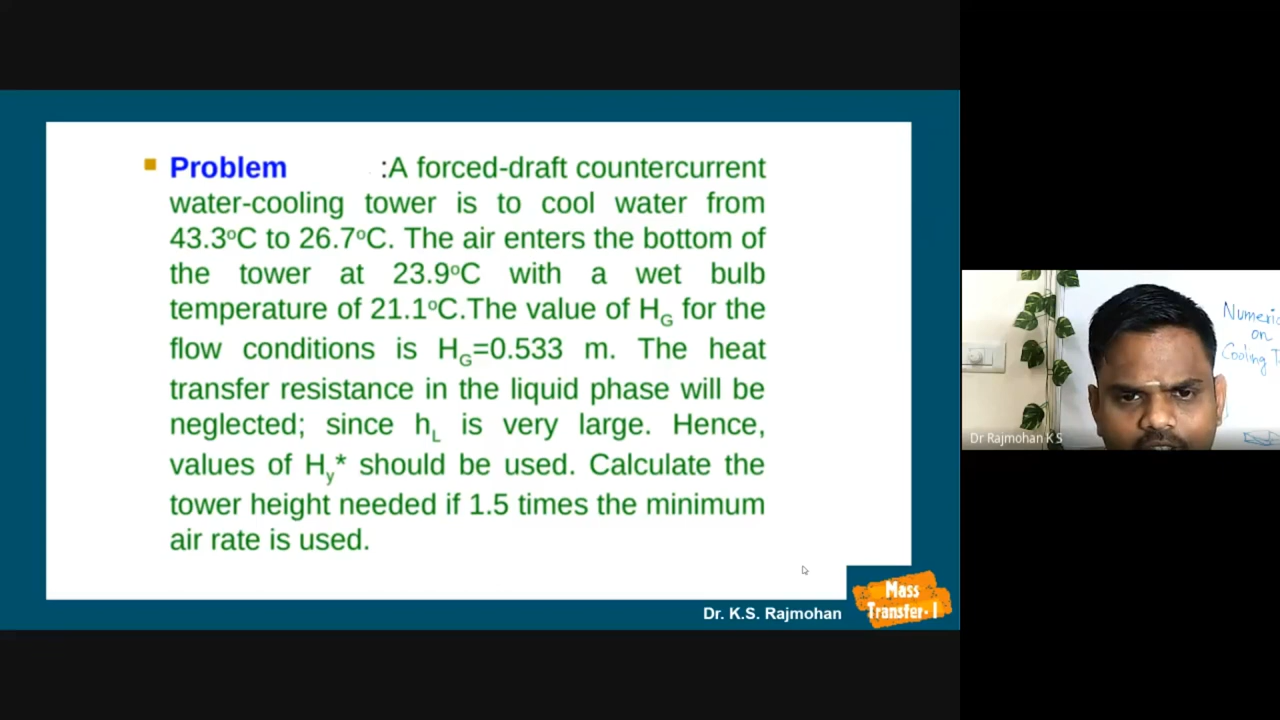 Problem :A forced-draft countercurrent
water-cooling tower is to cool water from
43.3ºC to 26.7ºC. The air enters the bottom of
the tower at 23.9ºC with a wet bulb
temperature of 21.1ºC.The value of HG for the
flow conditions is HG=0.533 m. The heat
transfer resistance in the liquid phase will be
neglected; since hL is very large. Hence,
values of Hy* should be used. Calculate the
tower height needed if 1.5 times the minimum
air rate is used.
Dr. K.S. Rajmohan
Mass
Transfer-I
on
Cooling
Dr Rajmohan K S